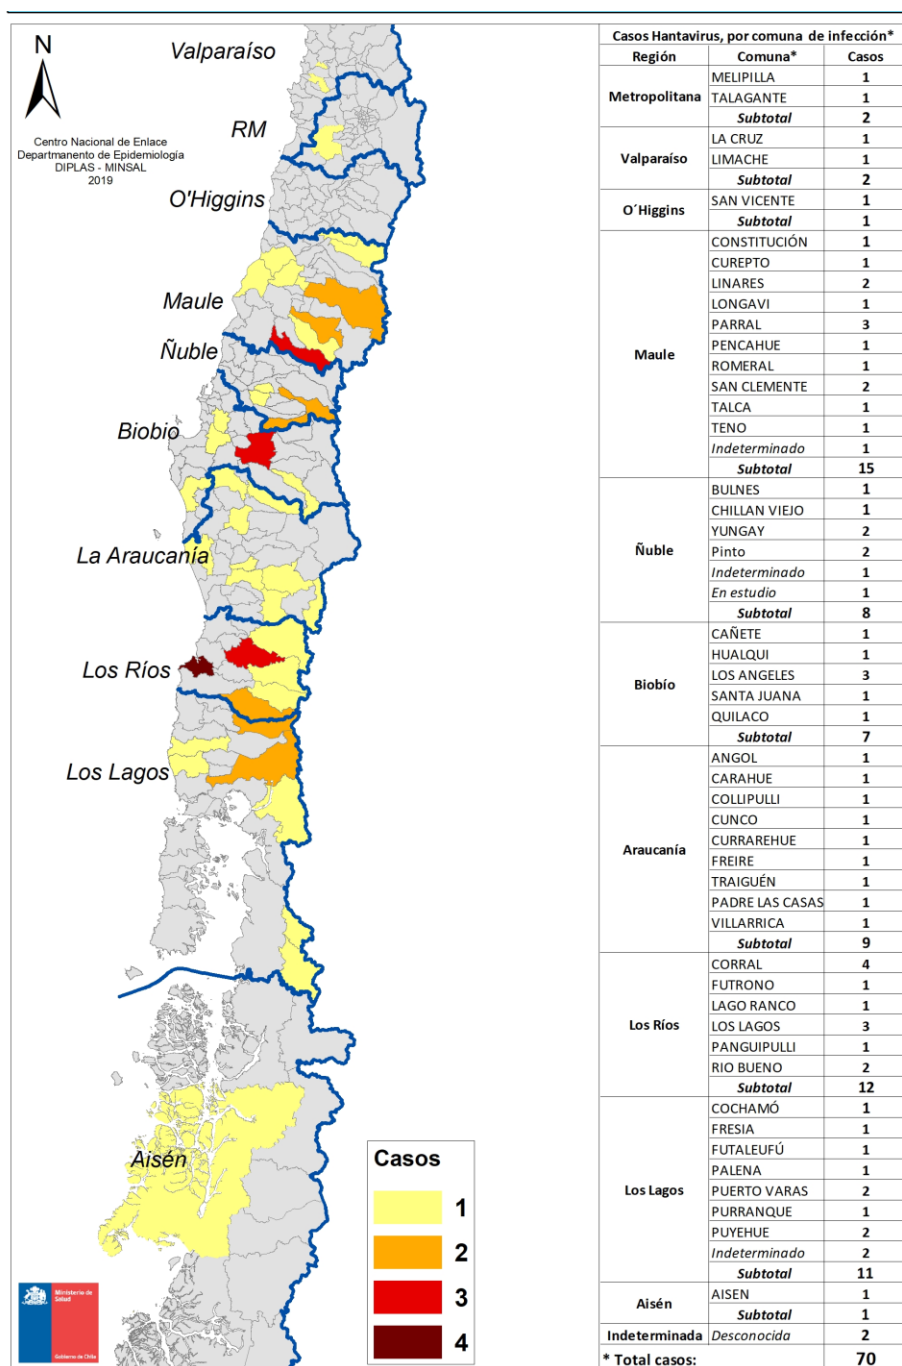 N
Centro Nacional de Enlace
Departmanento de Epidemiología
DIPLAS - MINSAL
2019
Valparaíso
RM
O'Higgins
Maule
Ñuble
Biobio
La Araucanía
Los Ríos
Los Lagos
Aisén
Casos
1
2
3
4
Ministerio de
Salud
Gobierno de Chile
Casos Hantavirus, por comuna de infección*
Región Comuna* Casos
Metropolitana
MELIPILLA 1
TALAGANTE 1
Subtotal 2
Valparaíso
LA CRUZ 1
LIMACHE 1
Subtotal 2
O´Higgins
SAN VICENTE 1
Subtotal 1
Maule
CONSTITUCIÓN 1
CUREPTO 1
LINARES 2
LONGAVI 1
PARRAL 3
PENCAHUE 1
ROMERAL 1
SAN CLEMENTE 2
TALCA 1
TENO 1
Indeterminado 1
Subtotal 15
Ñuble
BULNES 1
CHILLAN VIEJO 1
YUNGAY 2
Pinto 2
Indeterminado 1
En estudio 1
Subtotal 8
Biobío
CAÑETE 1
HUALQUI 1
LOS ANGELES 3
SANTA JUANA 1
QUILACO 1
Subtotal 7
Araucanía
ANGOL 1
CARAHUE 1
COLLIPULLI 1
CUNCO 1
CURRAREHUE 1
FREIRE 1
TRAIGUÉN 1
PADRE LAS CASAS 1
VILLARRICA 1
Subtotal 9
Los Ríos
CORRAL 4
FUTRONO 1
LAGO RANCO 1
LOS LAGOS 3
PANGUIPULLI 1
RIO BUENO 2
Subtotal 12
Los Lagos
COCHAMÓ 1
FRESIA 1
FUTALEUFÚ 1
PALENA 1
PUERTO VARAS 2
PURRANQUE 1
PUYEHUE 2
Indeterminado 2
Subtotal 11
Aisén
AISEN 1
Subtotal 1
Indeterminada Desconocida 2
* Total casos: 70